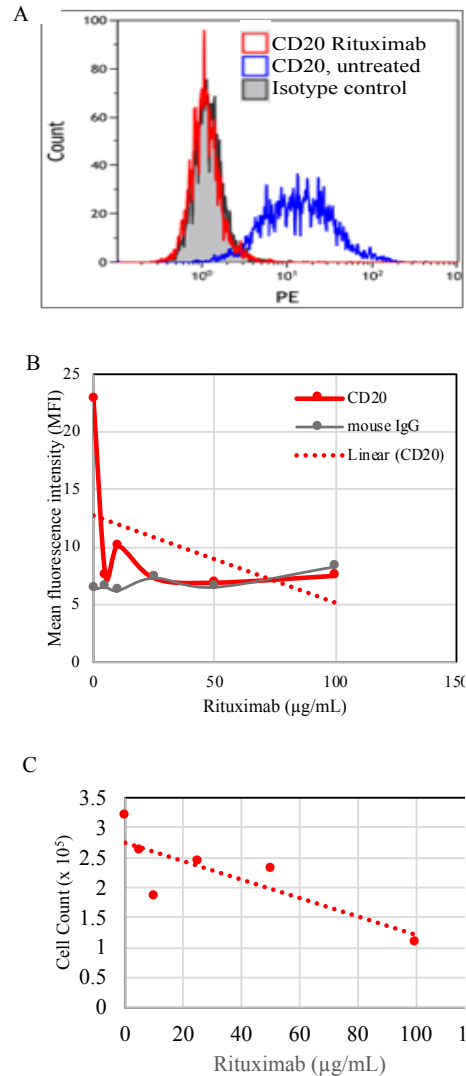 A
CD20 Rituximab
CD20, untreated
Isotype control
100
80
60
40
20
0
Count
10⁰
10¹
10²
10
PE
B
25
20
15
10
5
0
Mean fluorescence intensity (MFI)
CD20
mouse IgG
Linear (CD20)
0
50
100
150
Rituximab (µg/mL)
C
3.5
3
2.5
2
1.5
1
0.5
0
Cell Count (x 10⁵)
0
20
40
60
80
100
1
Rituximab (µg/mL)